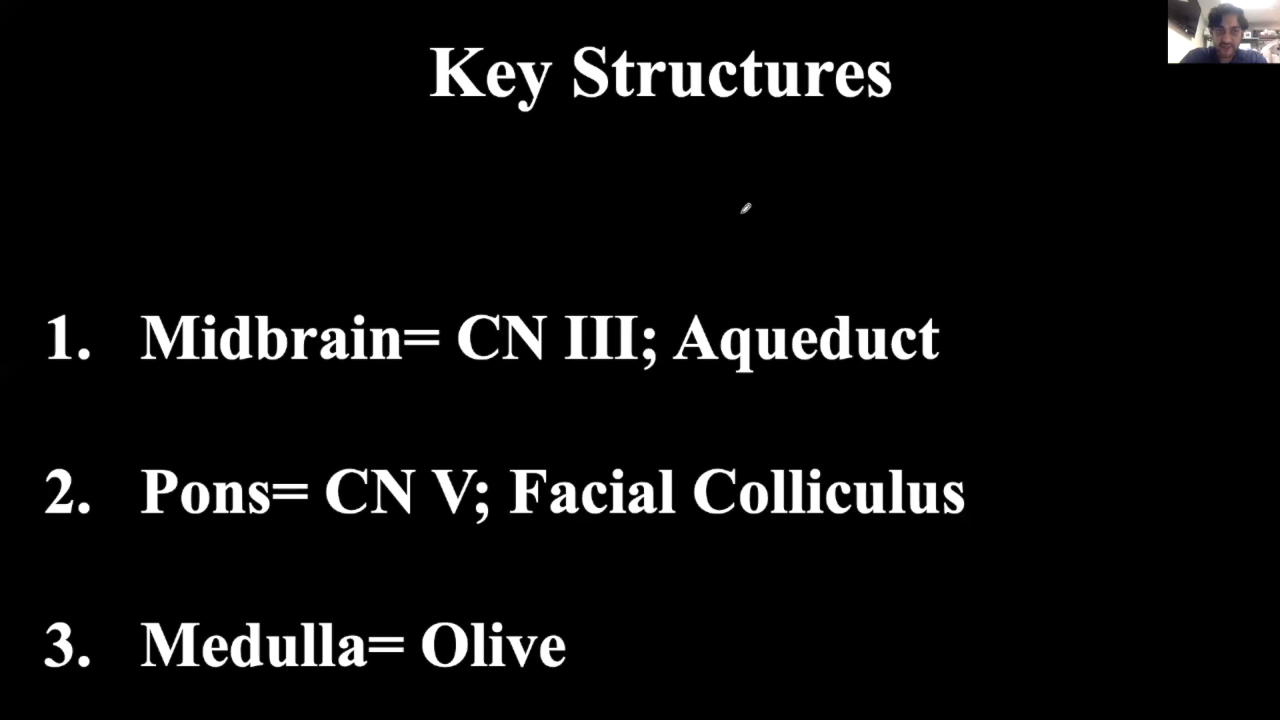 Key Structures
1. Midbrain= CN III; Aqueduct
2. Pons= CN V; Facial Colliculus
3. Medulla= Olive